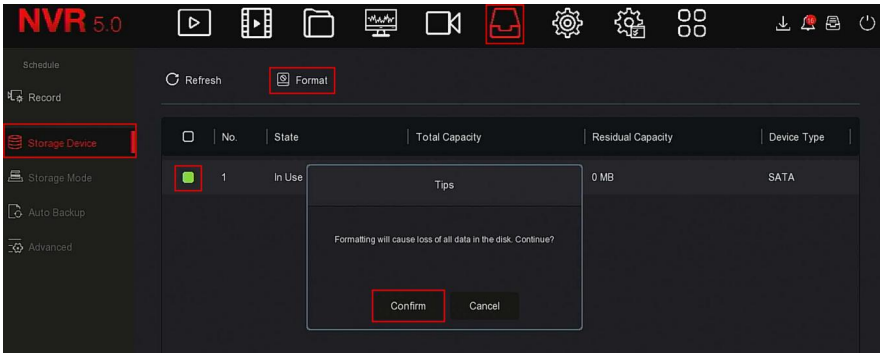 NVR 5.0
Schedule
Refresh
Format
Record
No.
State
Total Capacity
Residual Capacity
Device Type
Storage Device
Storage Mode
1
In Use
0 MB
SATA
Tips
Auto Backup
Formatting will cause loss of all data in the disk. Continue?
Advanced
Confirm
Cancel